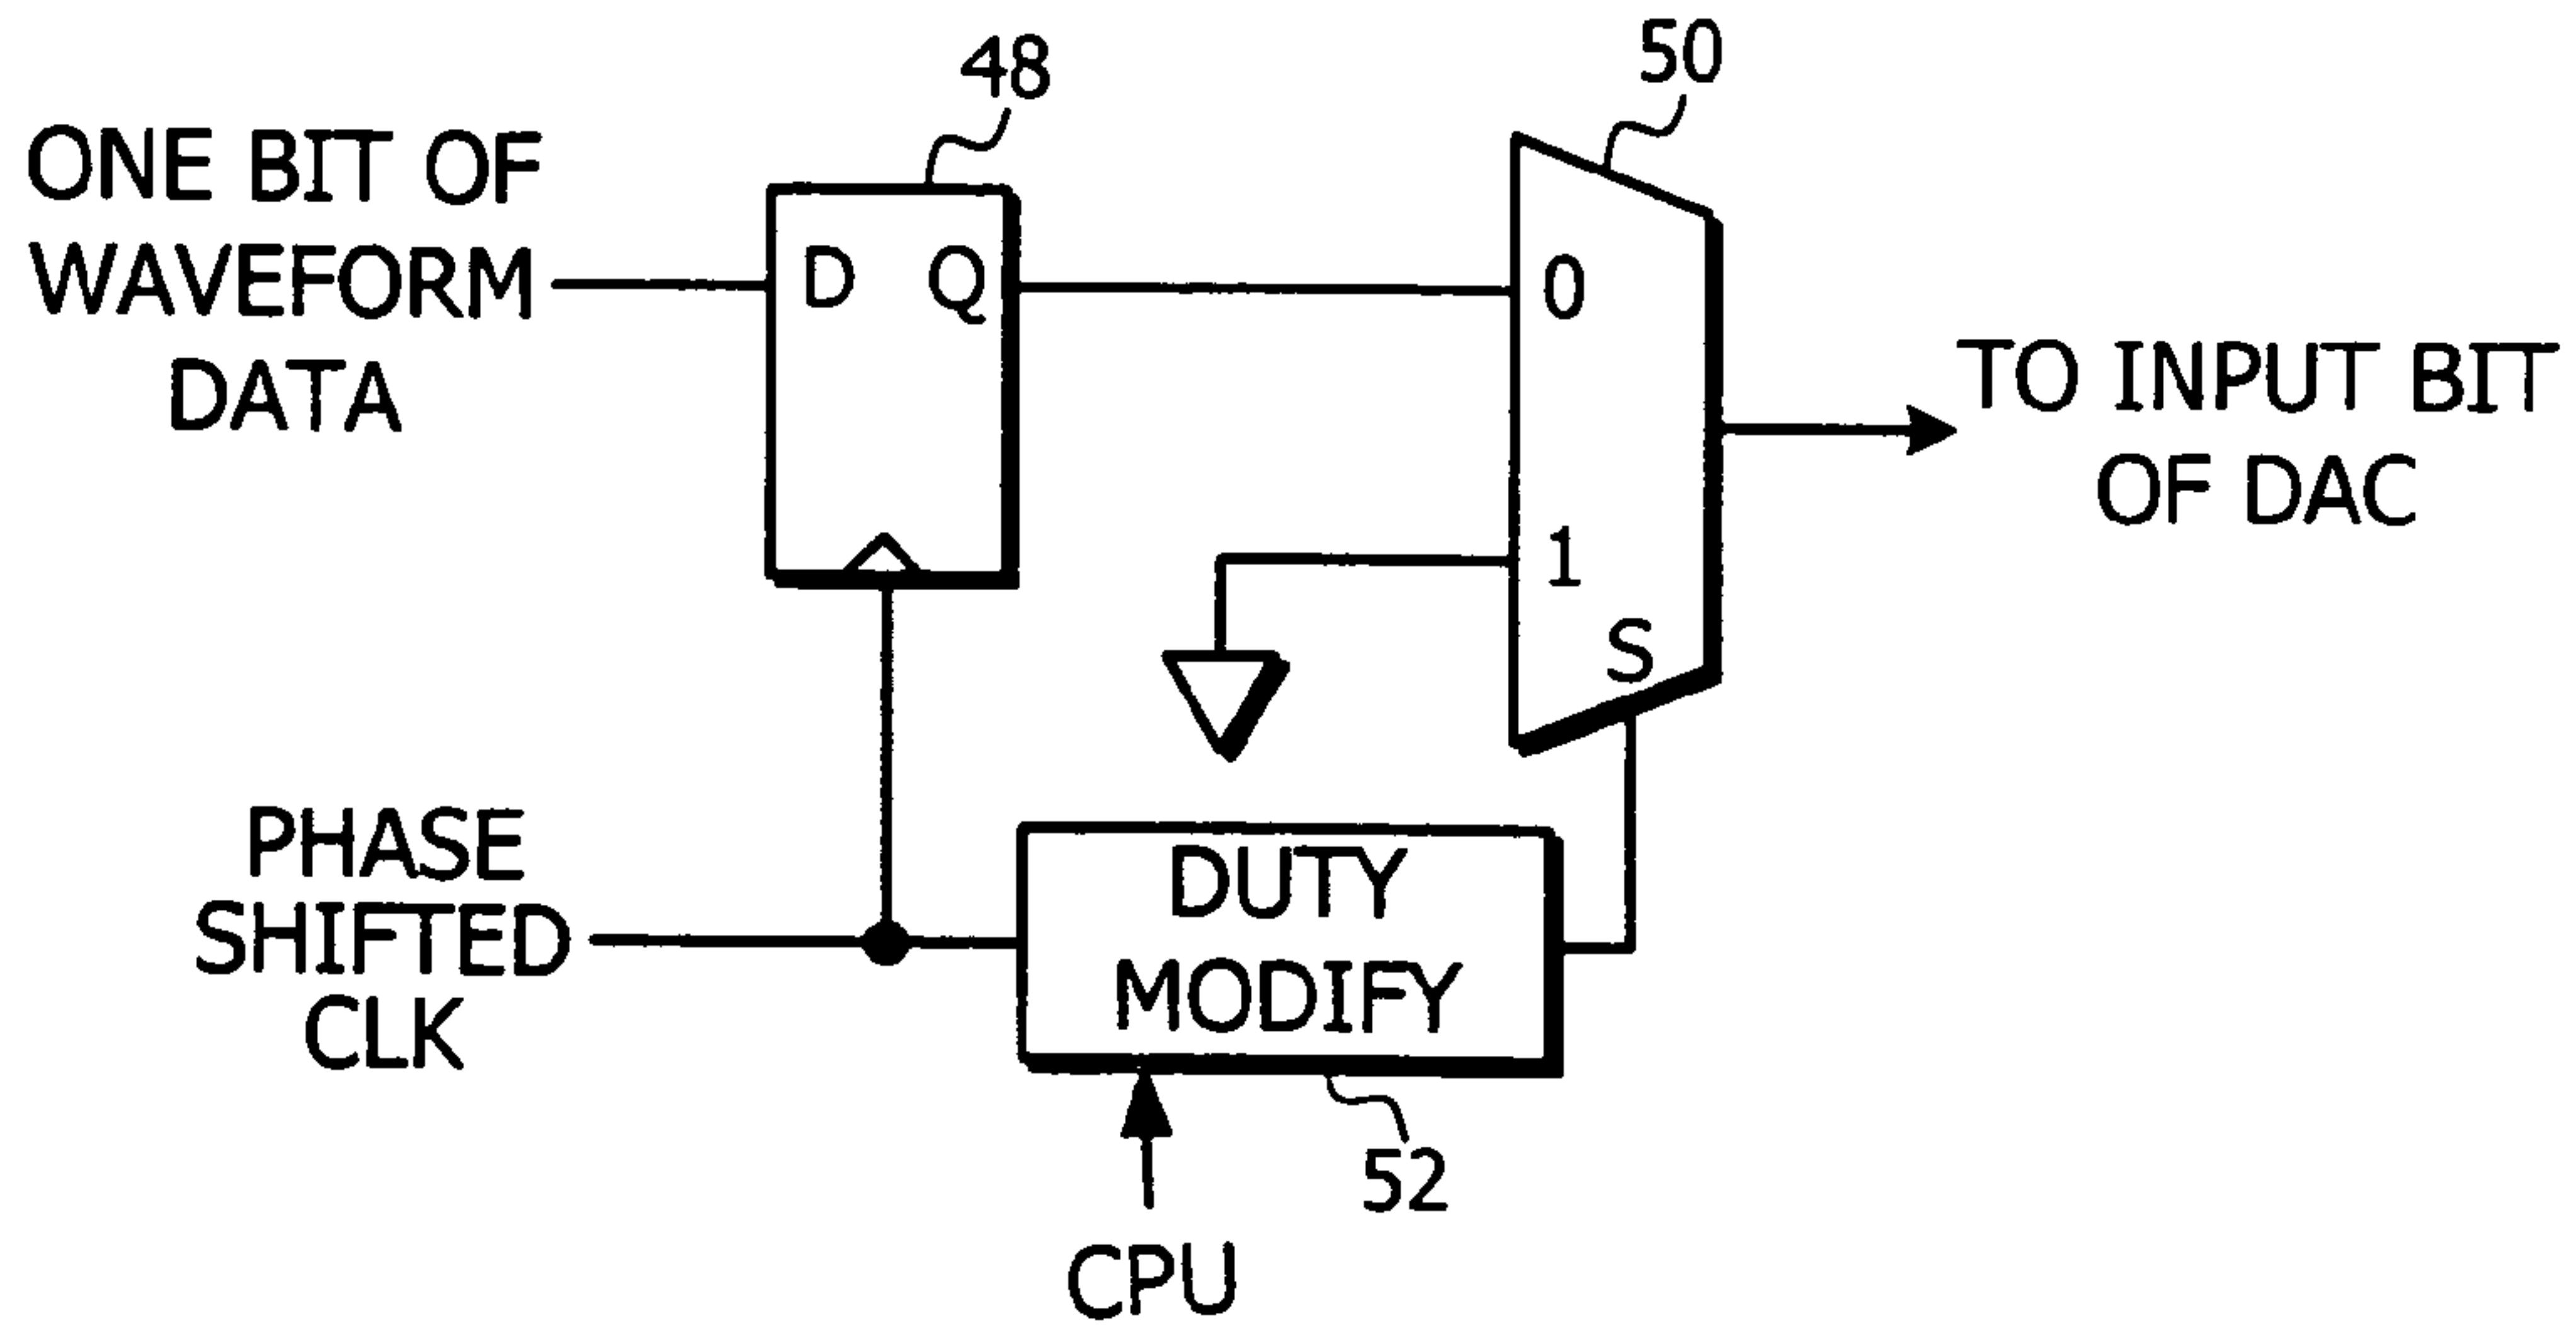 48
50
ONE BIT OF
WAVEFORM
DATA
D Q
0
1
S
TO INPUT BIT
OF DAC
PHASE
SHIFTED
CLK
DUTY
MODIFY
52
CPU